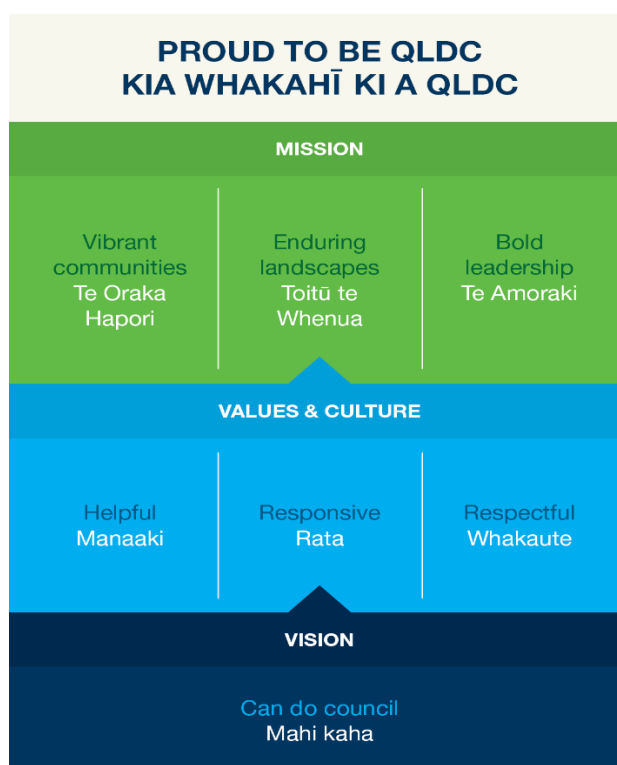 PROUD TO BE QLDC
KIA WHAKAHĪ KI A QLDC
MISSION
Vibrant
communities
Te Oraka
Hapori
Enduring
landscapes
Toitū te
Whenua
Bold
leadership
Te Amoraki
VALUES & CULTURE
Helpful
Manaaki
Responsive
Rata
Respectful
Whakaute
VISION
Can do council
Mahi kaha